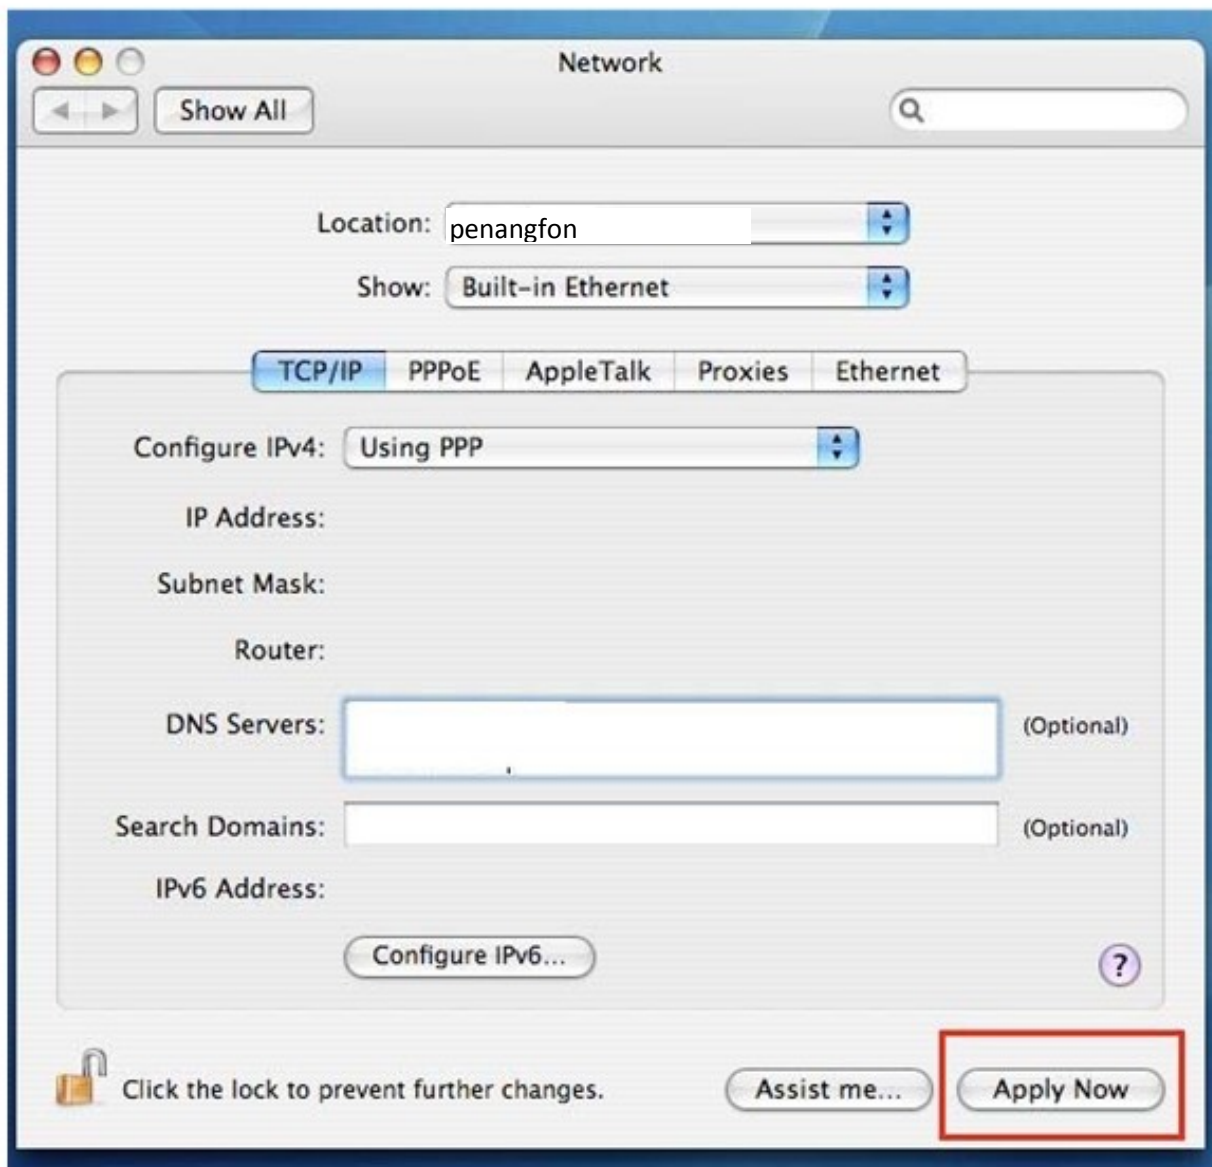 Network
Show All
Location: penangfon
Show: Built-in Ethernet
TCP/IP PPPoE AppleTalk Proxies Ethernet
Configure IPv4: Using PPP
IP Address:
Subnet Mask:
Router:
DNS Servers: (Optional)
Search Domains: (Optional)
IPv6 Address:
Configure IPv6...
?
Click the lock to prevent further changes. Assist me... Apply Now